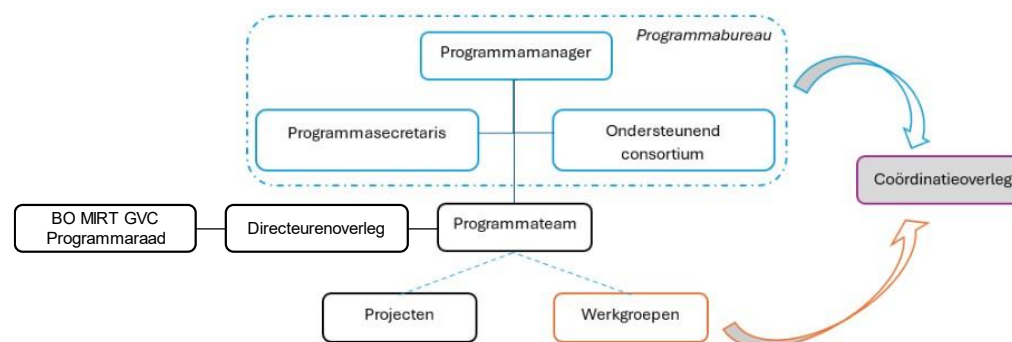 Programmabureau
Programmamanager
Programmasecretaris
Ondersteunend
consortium
Coördinatieoverleg
BO MIRT GVC
Programmaraad
Directeurenoverleg
Programmateam
Projecten
Werkgroepen